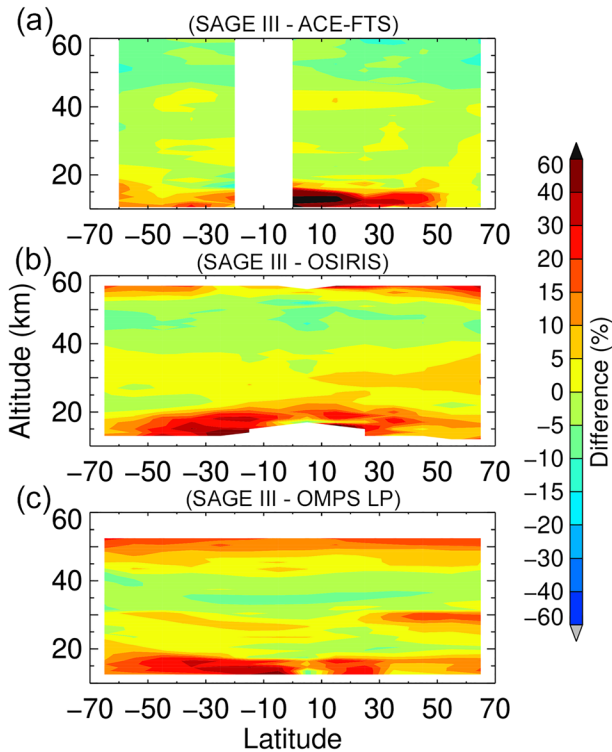 (a) (SAGE III - ACE-FTS)
60
40
20
−70 −50 −30 −10 10 30 50 70
(b) (SAGE III - OSIRIS)
60
40
20
−70 −50 −30 −10 10 30 50 70
(c) (SAGE III - OMPS LP)
60
40
20
−70 −50 −30 −10 10 30 50 70
Latitude
Altitude (km)
60
40
30
20
10
5
0
−5
−10
−20
−30
−40
−60
Difference (%)